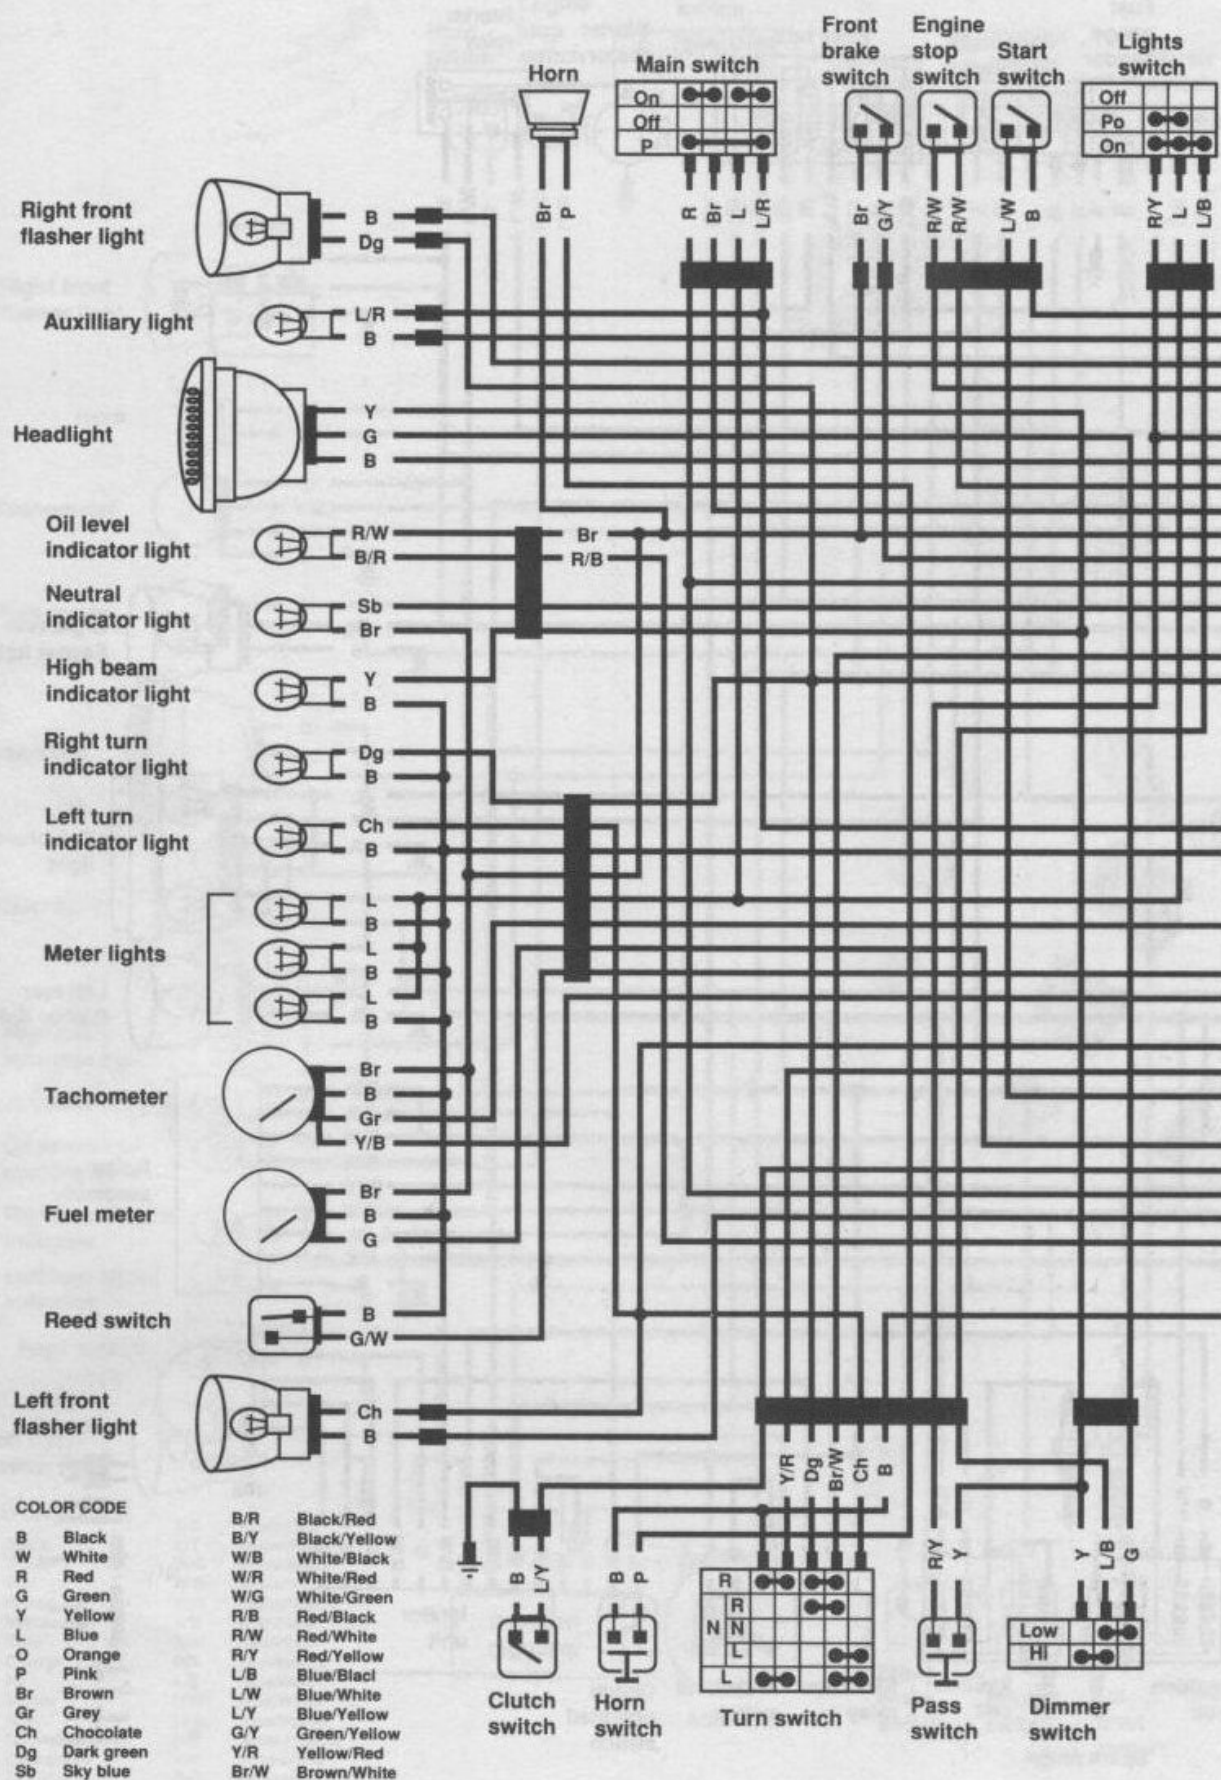 Horn
Main switch
On
Off
P
Front
brake
switch
Engine
stop
switch
Start
switch
Lights
switch
Off
Po
On
Br
P
R
Br
L
L/R
Br
G/Y
R/W
R/W
L/W
B
R/Y
L
L/B
Right front
flasher light
B
Dg
Auxilliary light
L/R
B
Headlight
Y
G
B
Oil level
indicator light
R/W
B/R
Br
R/B
Neutral
indicator light
Sb
Br
High beam
indicator light
Y
B
Right turn
indicator light
Dg
B
Left turn
indicator light
Ch
B
Meter lights
L
B
L
B
L
B
Tachometer
Br
B
Gr
Y/B
Fuel meter
Br
B
G
Reed switch
B
G/W
Left front
flasher light
Ch
B
Y/R
Dg
Br/W
Ch
B
B
L/Y
B
P
R/Y
Y
Y
L/B
G
R
N
R
N
L
L
Low
HI
Clutch
switch
Horn
switch
Turn switch
Pass
switch
Dimmer
switch
COLOR CODE
B Black
W White
R Red
G Green
Y Yellow
L Blue
O Orange
P Pink
Br Brown
Gr Grey
Ch Chocolate
Dg Dark green
Sb Sky blue
B/R Black/Red
B/Y Black/Yellow
W/B White/Black
W/R White/Red
W/G White/Green
R/B Red/Black
R/W Red/White
R/Y Red/Yellow
L/B Blue/Blacl
L/W Blue/White
L/Y Blue/Yellow
G/Y Green/Yellow
Y/R Yellow/Red
Br/W Brown/White